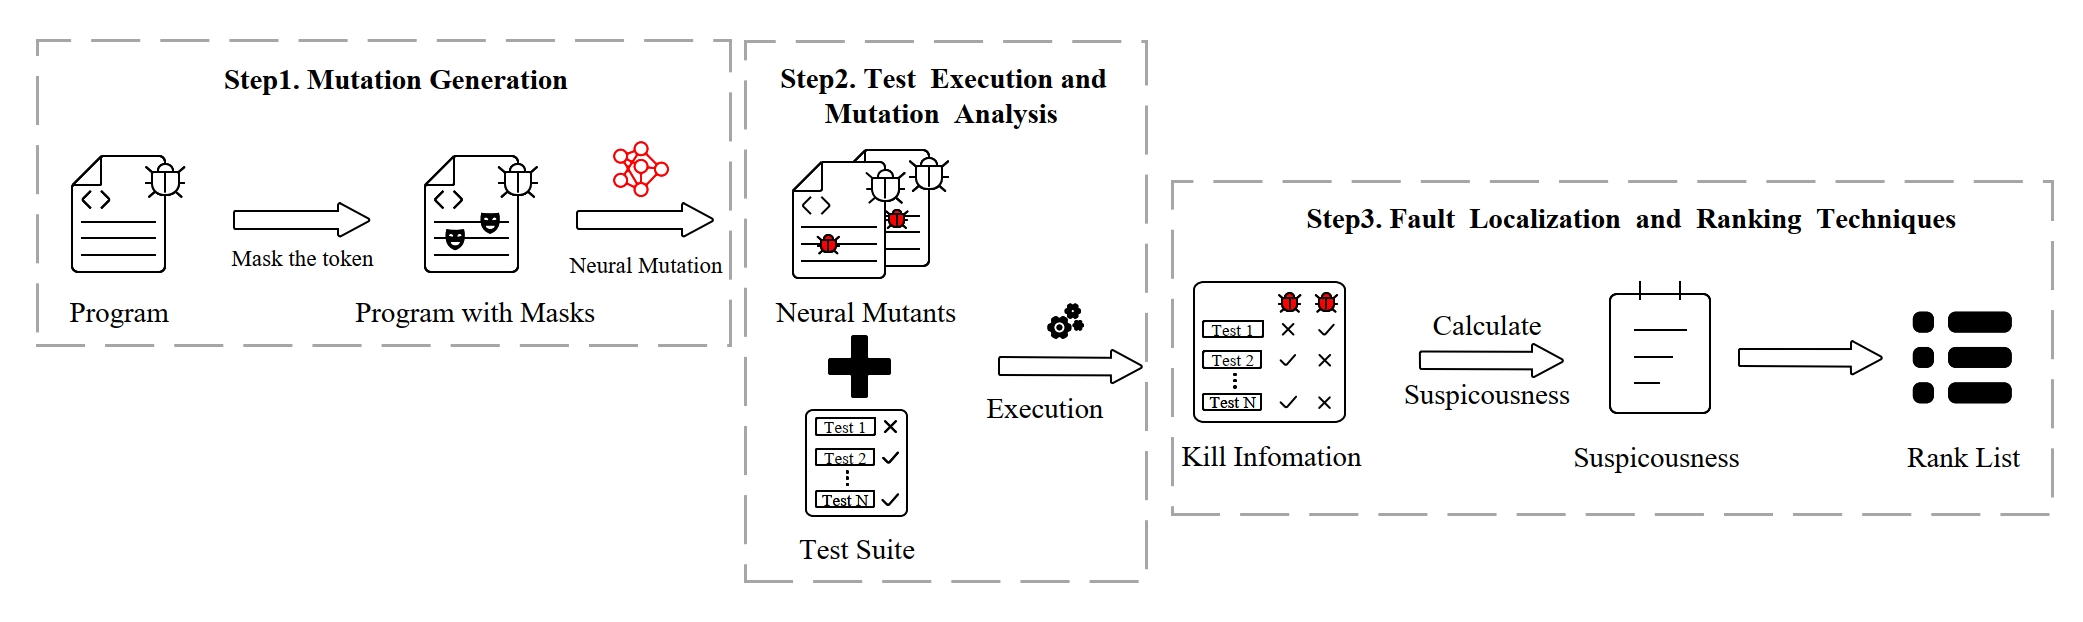 Step1. Mutation Generation
Mask the token
Neural Mutation
Program
Program with Masks
Step2. Test Execution and
Mutation Analysis
Neural Mutants
Execution
Test 1
Test 2
Test N
Test Suite
Step3. Fault Localization and Ranking Techniques
Test 1
Test 2
Test N
Kill Infomation
Calculate
Suspicousness
Suspicousness
Rank List